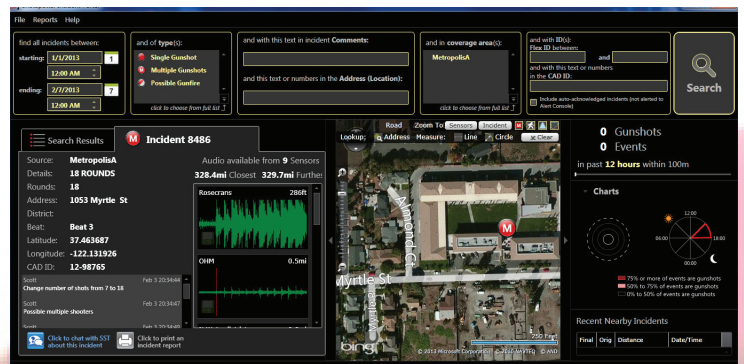 File Reports Help
find all incidents between:
starting: 1/1/2013 1
12:00 AM
ending: 2/7/2013 7
12:00 AM
and of type(s):
Single Gunshot
Multiple Gunshots
Possible Gunfire
click to choose from full list
and with this text in incident Comments:
and this text or numbers in the Address (Location):
and in coverage area(s):
MetropolisA
click to choose from full list
and with ID(s):
Flex ID between:
and
and with this text or numbers
in the CAD ID:
Include auto-acknowledged incidents (not alerted to
Alert Console)
Search
Search Results
M Incident 8486
Source: MetropolisA
Details: 18 ROUNDS
Rounds: 18
Address: 1053 Myrtle St
District:
Beat: Beat 3
Latitude: 37.463687
Longitude: -122.131926
CAD ID: 12-98765
Scott Feb 3 20:34:44
Change number of shots from 7 to 18
Scott Feb 3 20:34:47
Possible multiple shooters
Scott
Click to chat with SST
about this incident
Click to print an
incident report
Audio available from 9 Sensors
328.4mi Closest 329.7mi
Rosecrans 286ft
OHM 0.5mi
Road Zoom To Sensors Incident M
Lookup: Address Measure: Line Circle x Clear
Almond Ct
M
Myrtle St
Myrtle St
bing
250 Feet
© 2013 Microsoft Corporation © 2010 NAVTEQ © AND
0 Gunshots
0 Events
in past 12 hours within 100m
Charts
12:00
06:00
18:00
00:00
75% or more of events are gunshots
50% to 75% of events are gunshots
0% to 50% of events are gunshots
Recent Nearby Incidents
Final Orig Distance Date/Time